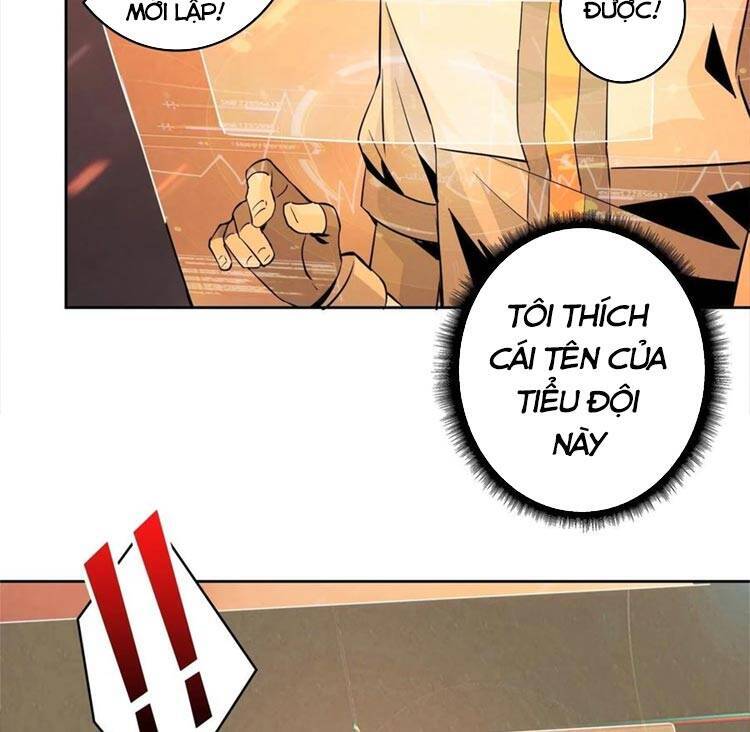 MỚI LẬP!
ĐƯỢC!
TÔI THÍCH
CÁI TÊN CỦA
TIỂU ĐỘI
NÀY
!!